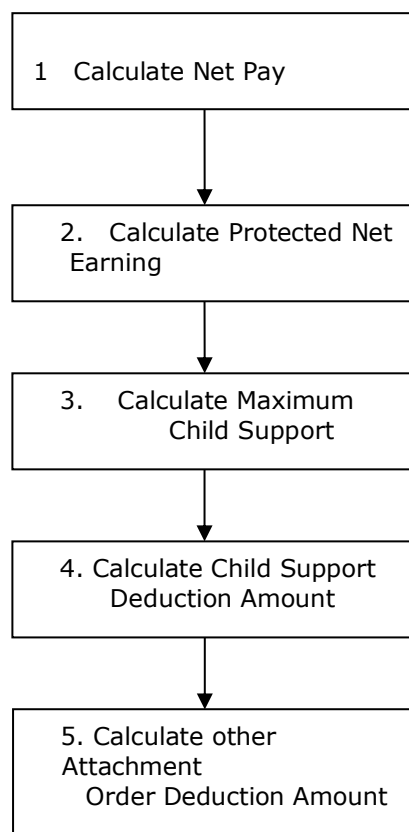 1 Calculate Net Pay
2. Calculate Protected Net
Earning
3. Calculate Maximum
Child Support
4. Calculate Child Support
Deduction Amount
5. Calculate other
Attachment
Order Deduction Amount